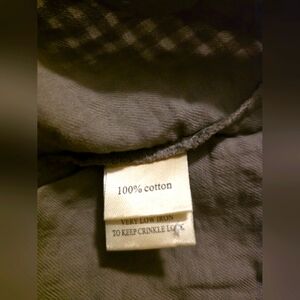 100% cotton
VERY LOW IRON
TO KEEP CRINKLE LOOK